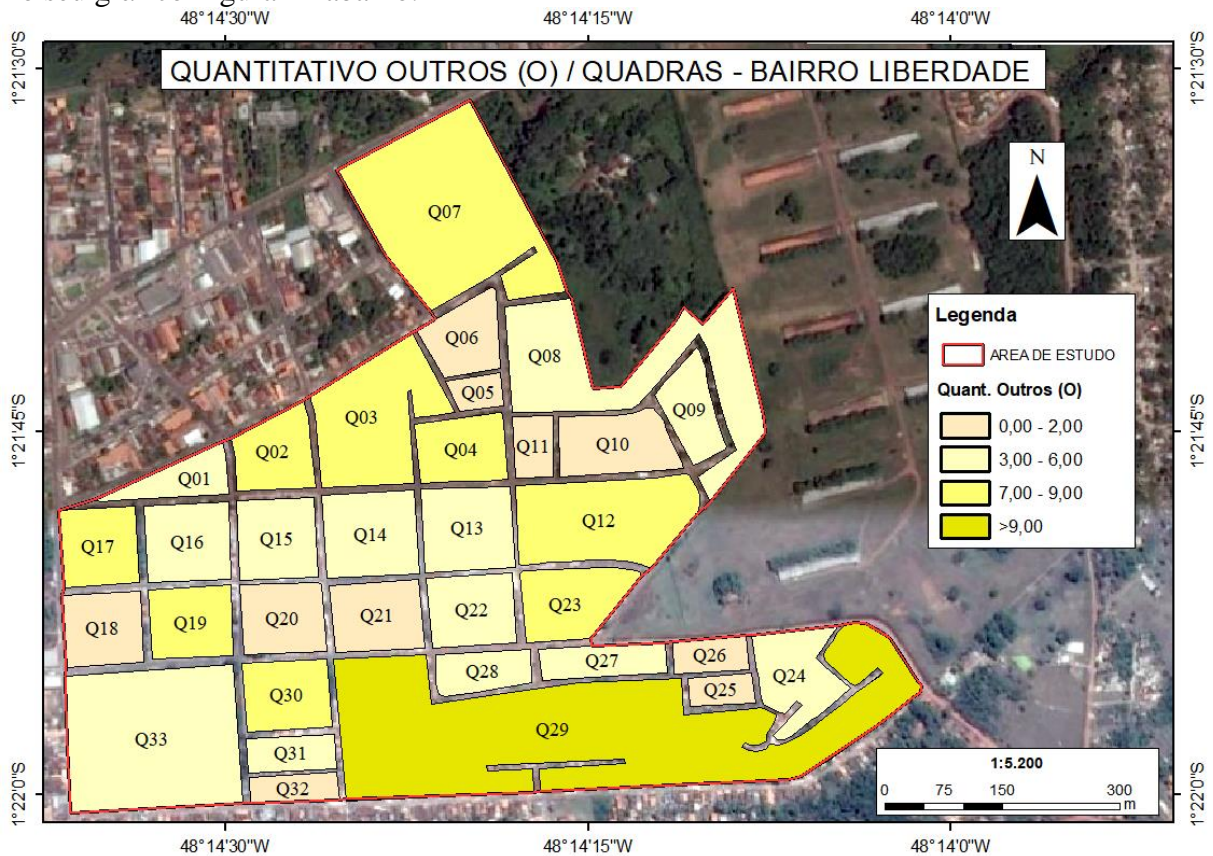 48°14'30"W 48°14'15"W 48°14'0"W
1°21'30"S 1°21'30"S
QUANTITATIVO OUTROS (O) / QUADRAS - BAIRRO LIBERDADE
N
Q07
Legenda
AREA DE ESTUDO
Quant. Outros (O)
0,00 - 2,00
3,00 - 6,00
7,00 - 9,00
>9,00
Q06
Q08
Q05
Q03
Q09
1°21'45"S 1°21'45"S
Q02
Q04
Q11
Q10
Q01
Q17
Q16
Q15
Q14
Q13
Q12
Q18
Q19
Q20
Q21
Q22
Q23
Q28
Q27
Q26
Q24
Q25
Q30
Q29
Q33
Q31
Q32
1:5.200
0 75 150 300
m
1°22'0"S 1°22'0"S
48°14'30"W 48°14'15"W 48°14'0"W